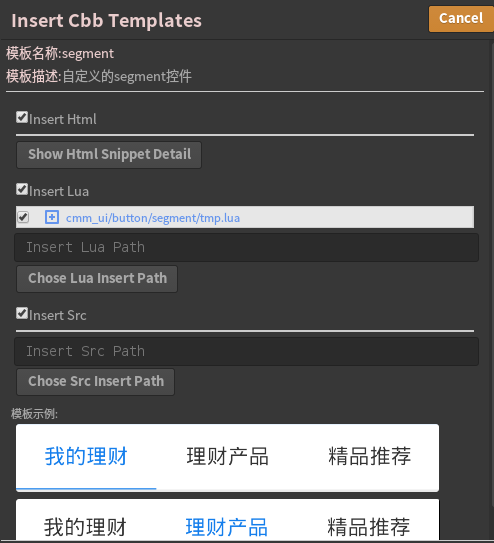 Insert Cbb Templates
Cancel
模板名称:segment
模板描述:自定义的segment控件
Insert Html
Show Html Snippet Detail
Insert Lua
cmm_ui/button/segment/tmp.lua
Insert Lua Path
Chose Lua Insert Path
Insert Src
Insert Src Path
Chose Src Insert Path
模板示例:
我的理财 理财产品 精品推荐
我的理财 理财产品 精品推荐